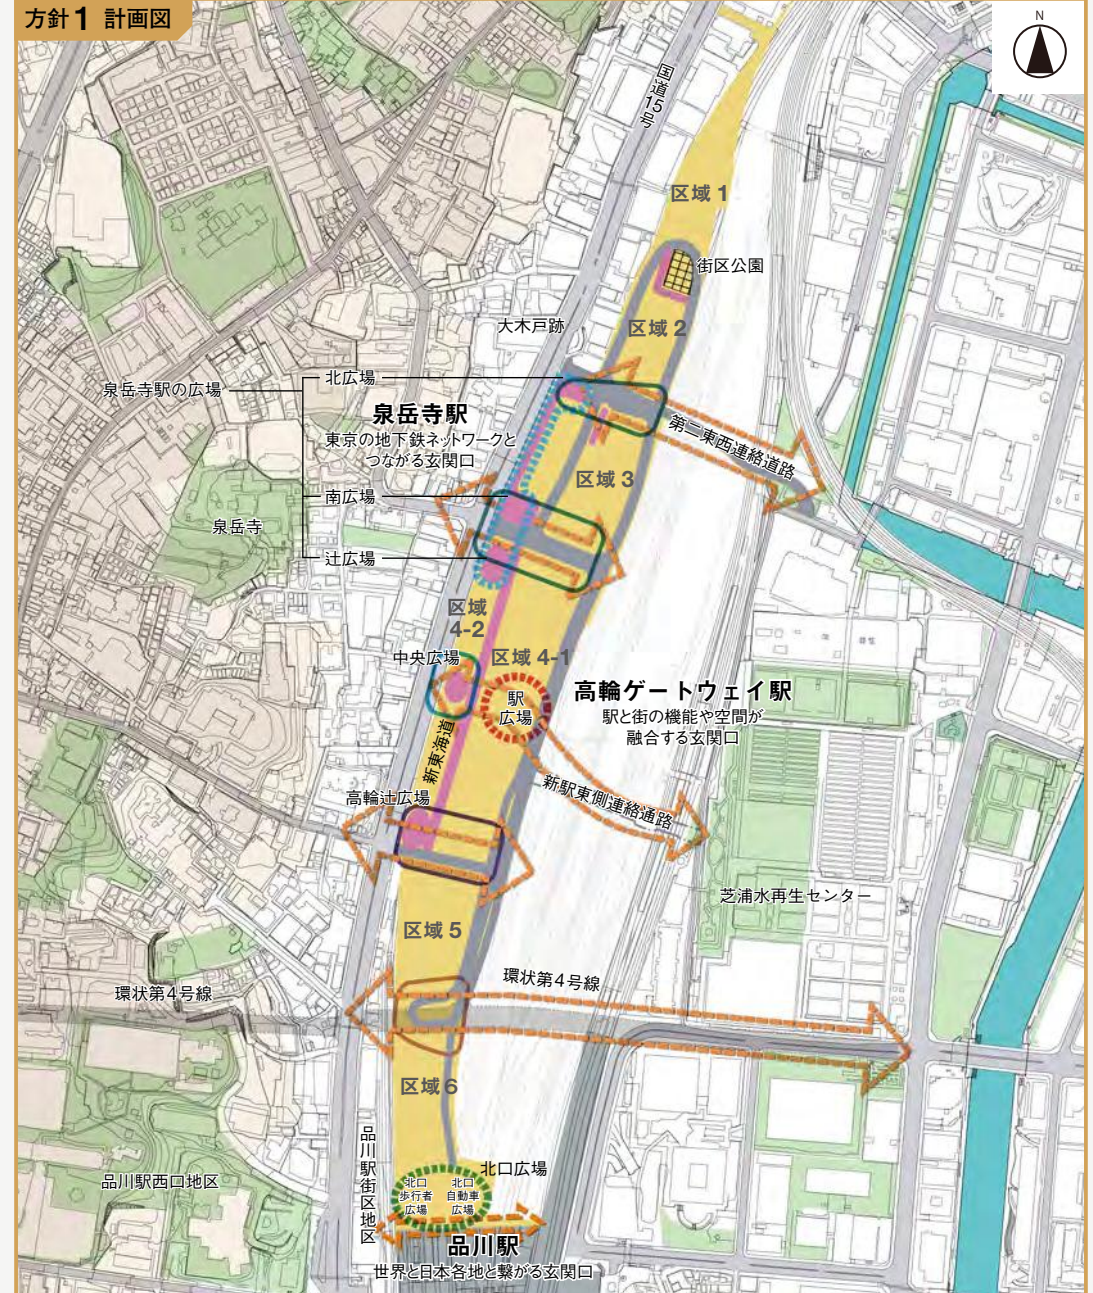 方針1 計画図
N
国道15号
区域1
街区公園
区域2
大木戸跡
北広場
泉岳寺駅の広場
泉岳寺駅
東京の地下鉄ネットワークと
つながる玄関口
第二東西連絡道路
区域3
南広場
泉岳寺
辻広場
区域
4-2
中央広場
区域4-1
高輪ゲートウェイ駅
駅と街の機能や空間が
融合する玄関口
駅
広場
新東海道
新駅東側連絡通路
高輪辻広場
芝浦水再生センター
区域5
環状第4号線
環状第4号線
区域6
品川駅街区地区
北口広場
品川駅西口地区
北口
歩行者
広場
北口
自動車
広場
品川駅
世界と日本各地と繋がる玄関口